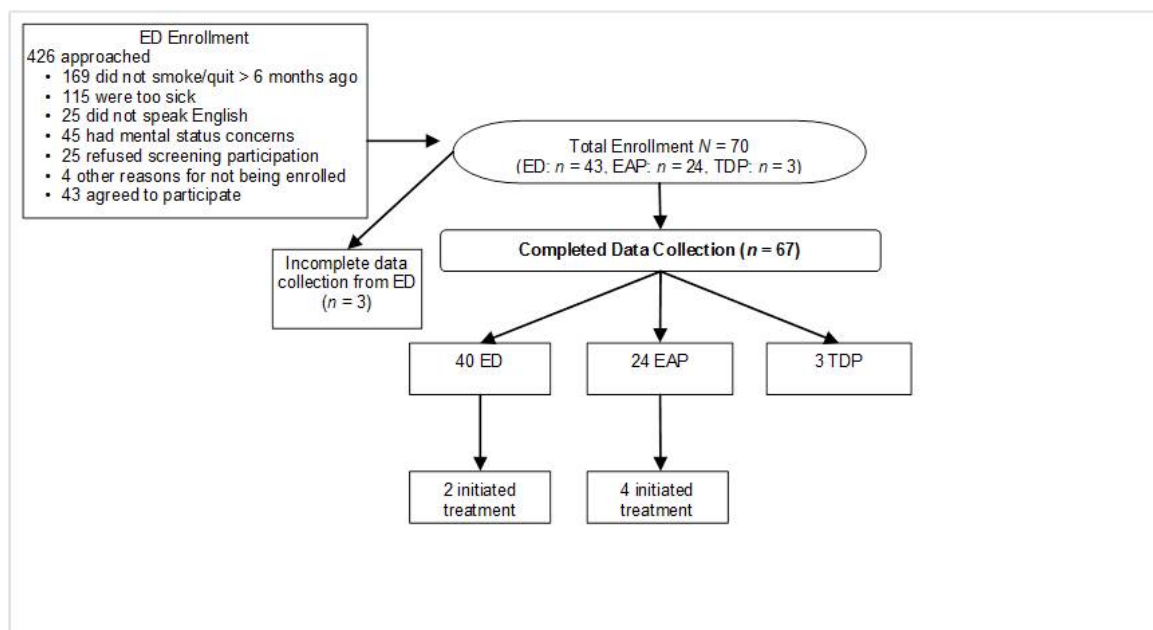 ED Enrollment
426 approached
• 169 did not smoke/quit > 6 months ago
• 115 were too sick
• 25 did not speak English
• 45 had mental status concerns
• 25 refused screening participation
• 4 other reasons for not being enrolled
• 43 agreed to participate
Total Enrollment N = 70
(ED: n = 43, EAP: n = 24, TDP: n = 3)
Completed Data Collection (n = 67)
Incomplete data
collection from ED
(n = 3)
40 ED
24 EAP
3 TDP
2 initiated
treatment
4 initiated
treatment